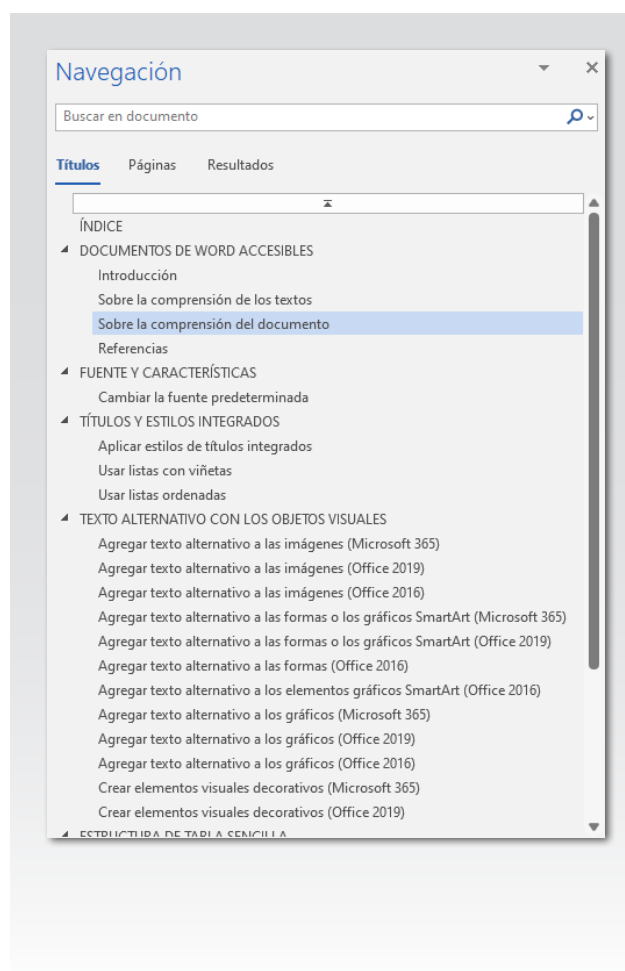 Navegación
Buscar en documento
Títulos Páginas Resultados
ÍNDICE
DOCUMENTOS DE WORD ACCESIBLES
Introducción
Sobre la comprensión de los textos
Sobre la comprensión del documento
Referencias
FUENTE Y CARACTERÍSTICAS
Cambiar la fuente predeterminada
TÍTULOS Y ESTILOS INTEGRADOS
Aplicar estilos de títulos integrados
Usar listas con viñetas
Usar listas ordenadas
TEXTO ALTERNATIVO CON LOS OBJETOS VISUALES
Agregar texto alternativo a las imágenes (Microsoft 365)
Agregar texto alternativo a las imágenes (Office 2019)
Agregar texto alternativo a las imágenes (Office 2016)
Agregar texto alternativo a las formas o los gráficos SmartArt (Microsoft 365)
Agregar texto alternativo a las formas o los gráficos SmartArt (Office 2019)
Agregar texto alternativo a las formas (Office 2016)
Agregar texto alternativo a los elementos gráficos SmartArt (Office 2016)
Agregar texto alternativo a los gráficos (Microsoft 365)
Agregar texto alternativo a los gráficos (Office 2019)
Agregar texto alternativo a los gráficos (Office 2016)
Crear elementos visuales decorativos (Microsoft 365)
Crear elementos visuales decorativos (Office 2019)
ESTRUCTURA DE TABLA SENCILLA